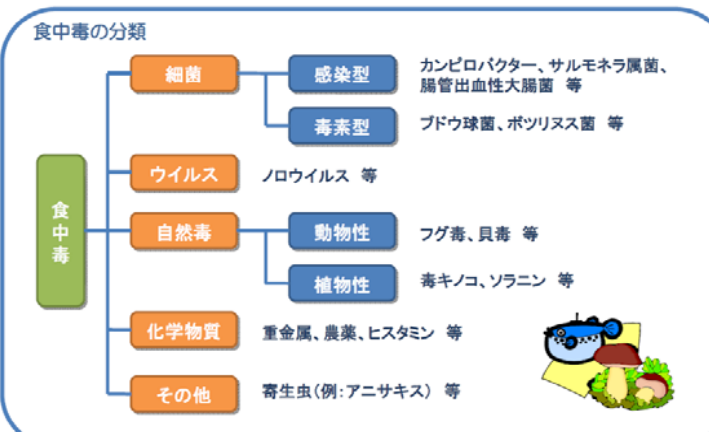 食中毒の分類
細菌
感染型
カンピロバクター、サルモネラ属菌、
腸管出血性大腸菌 等
毒素型
ブドウ球菌、ボツリヌス菌 等
ウイルス
ノロウイルス 等
食中毒
自然毒
動物性
フグ毒、貝毒 等
植物性
毒キノコ、ソラニン 等
化学物質
重金属、農薬、ヒスタミン 等
その他
寄生虫(例:アニサキス) 等